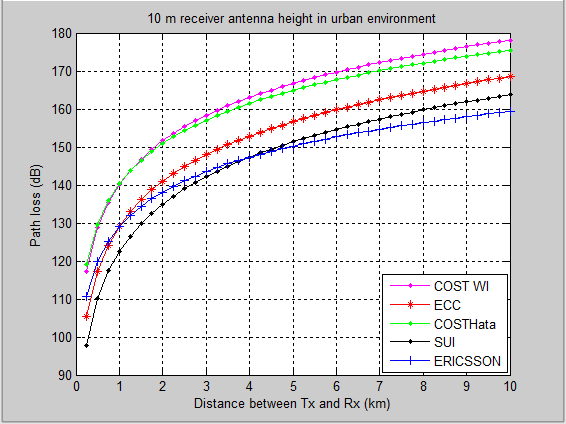 10 m receiver antenna height in urban environment
180
170
160
150
140
130
120
110
100
90
Path loss (dB)
0 1 2 3 4 5 6 7 8 9 10
Distance between Tx and Rx (km)
COST WI
ECC
COSTHata
SUI
ERICSSON